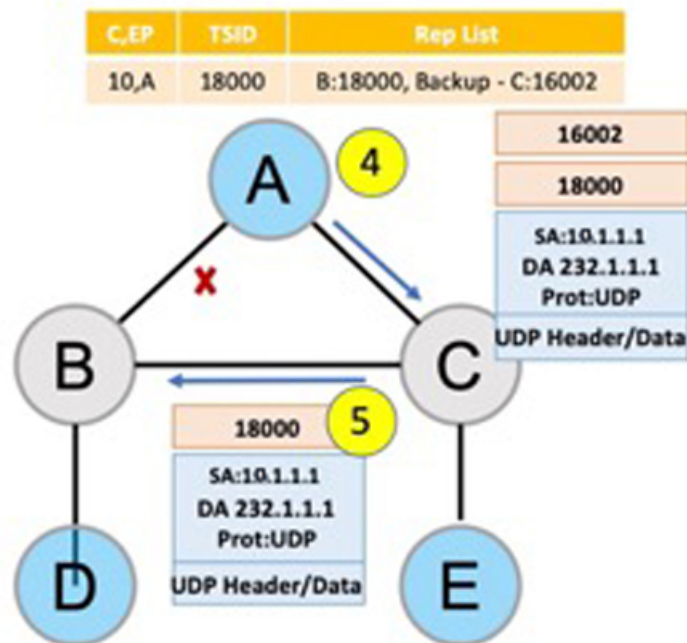 C,EP TSID Rep List
10,A 18000 B:18000, Backup - C:16002
A
4
16002
18000
SA:10.1.1.1
DA 232.1.1.1
Prot:UDP
UDP Header/Data
B
C
5
18000
SA:10.1.1.1
DA 232.1.1.1
Prot:UDP
UDP Header/Data
D
E